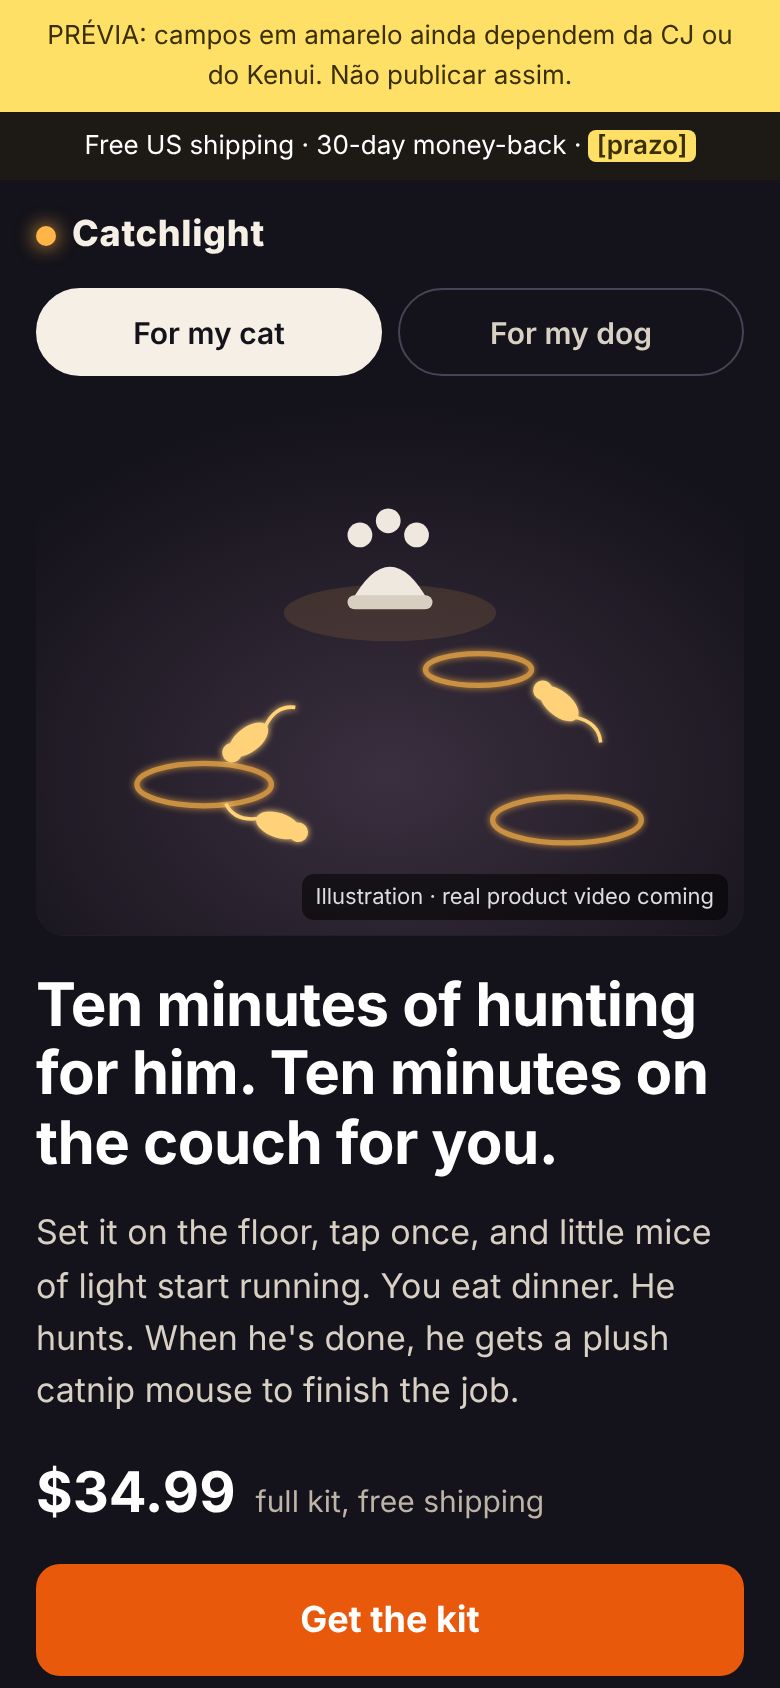 PRÉVIA: campos em amarelo ainda dependem da CJ ou
do Kenui. Não publicar assim.
Free US shipping · 30-day money-back · [prazo]
Catchlight
For my cat
For my dog
Illustration · real product video coming
Ten minutes of hunting
for him. Ten minutes on
the couch for you.
Set it on the floor, tap once, and little mice
of light start running. You eat dinner. He
hunts. When he's done, he gets a plush
catnip mouse to finish the job.
$34.99 full kit, free shipping
Get the kit